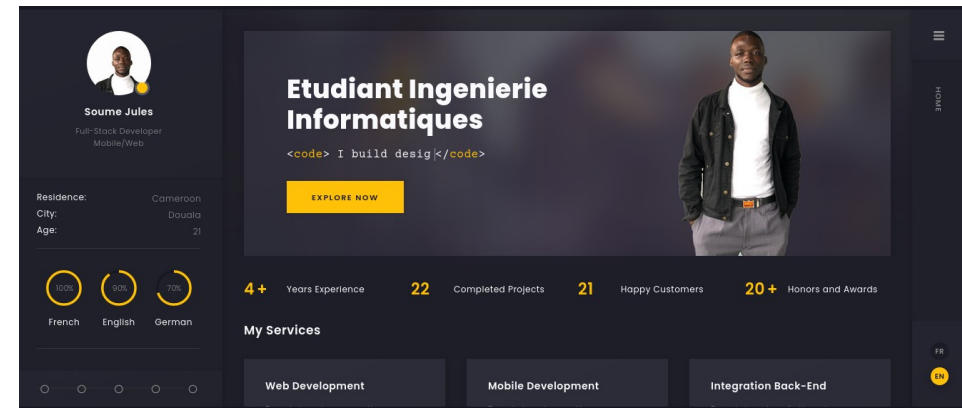 Soume Jules
Full-Stack Developer
Mobile/Web
Residence: Cameroon
City: Douala
Age: 21
100% 90% 70%
French English German
Etudiant Ingenierie
Informatiques
<code> I build desig</code>
EXPLORE NOW
4 + Years Experience 22 Completed Projects 21 Happy Customers 20 + Honors and Awards
My Services
Web Development Mobile Development Integration Back-End
HOME
FR
EN